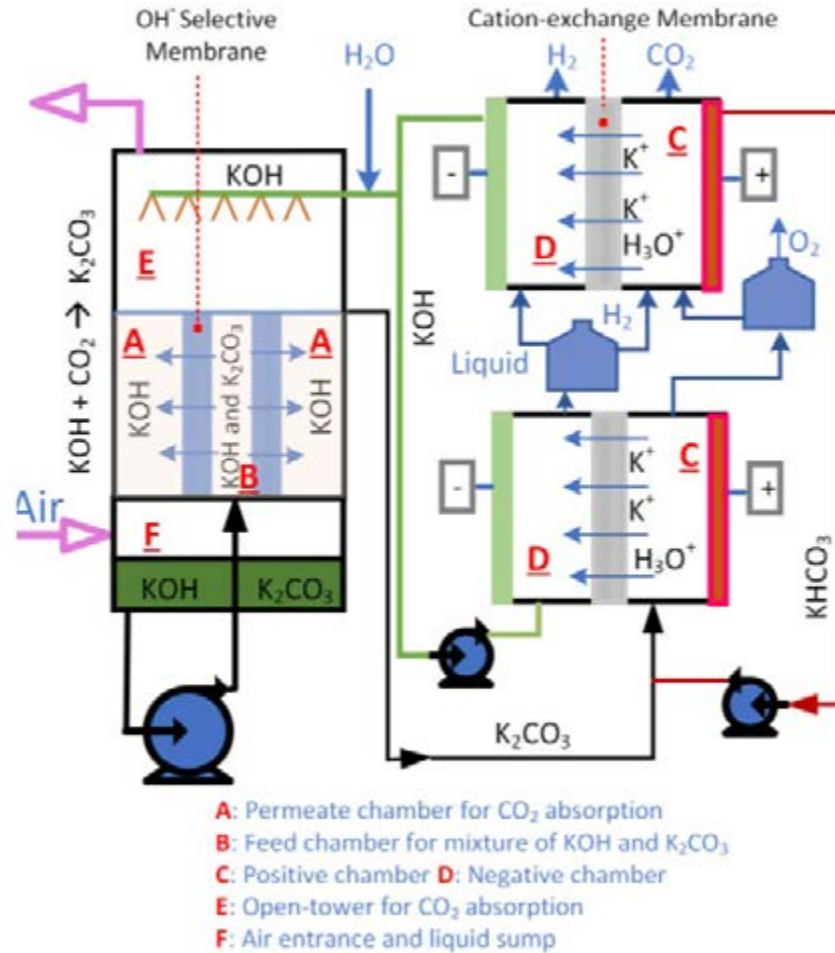 OH⁻ Selective
Membrane
Cation-exchange Membrane
H₂O
H₂
CO₂
KOH
KOH + CO₂ → K₂CO₃
E
A
A
KOH
KOH and K₂CO₃
KOH
B
Air
F
KOH
K₂CO₃
KOH
-
C
K⁺
K⁺
D
H₃O⁺
+
O₂
H₂
Liquid
-
K⁺
C
K⁺
D
H₃O⁺
+
KHCO₃
K₂CO₃
A: Permeate chamber for CO₂ absorption
B: Feed chamber for mixture of KOH and K₂CO₃
C: Positive chamber D: Negative chamber
E: Open-tower for CO₂ absorption
F: Air entrance and liquid sump